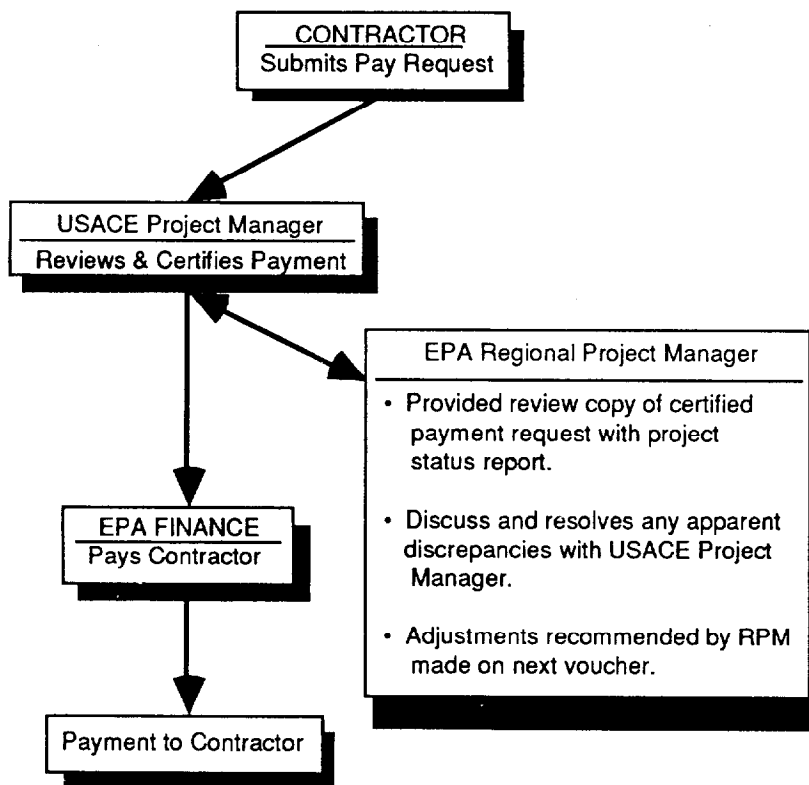 CONTRACTOR
Submits Pay Request
USACE Project Manager
Reviews & Certifies Payment
EPA Regional Project Manager
• Provided review copy of certified
payment request with project
status report.
• Discuss and resolves any apparent
discrepancies with USACE Project
Manager.
• Adjustments recommended by RPM
made on next voucher.
EPA FINANCE
Pays Contractor
Payment to Contractor